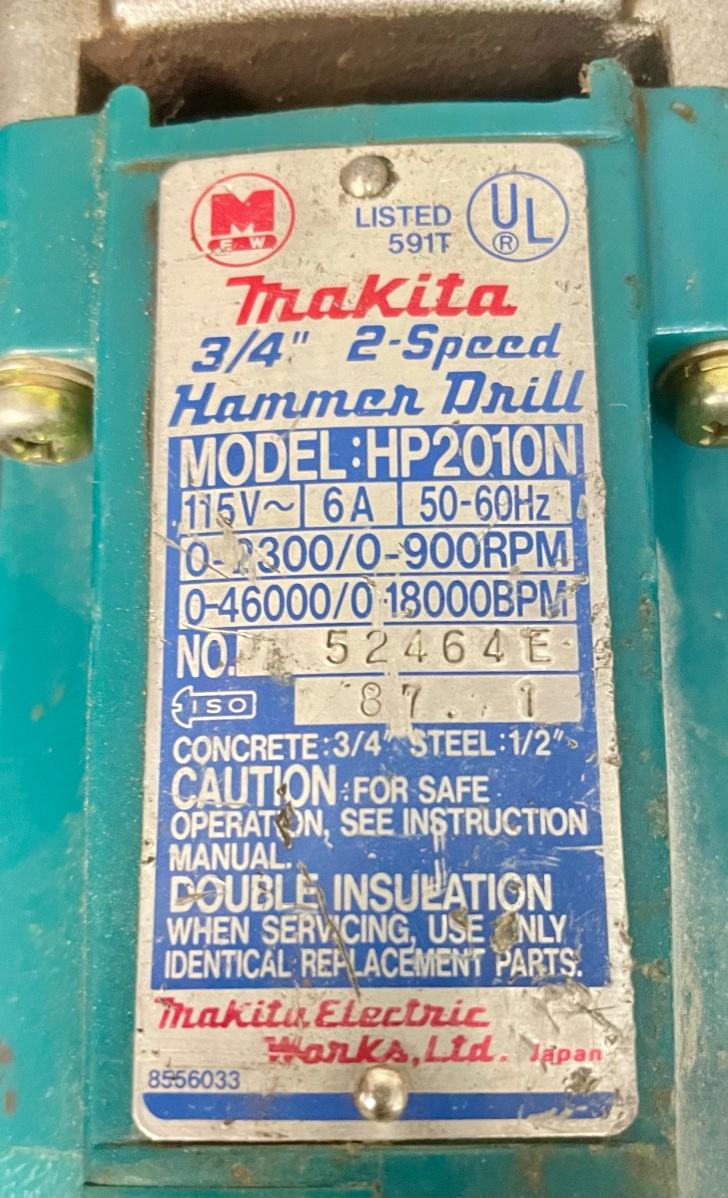 M
E W
LISTED
591T
UL
®
Makita
3/4" 2-Speed
Hammer Drill
MODEL:HP2010N
115V~ 6A 50-60Hz
0-2300/0-900RPM
0-46000/0-18000BPM
NO. 52464E
ISO 87. 1
CONCRETE:3/4" STEEL:1/2"
CAUTION:FOR SAFE
OPERATION, SEE INSTRUCTION
MANUAL.
DOUBLE INSULATION
WHEN SERVICING, USE ONLY
IDENTICAL REPLACEMENT PARTS.
Makita Electric
Works, Ltd. Japan
8556033